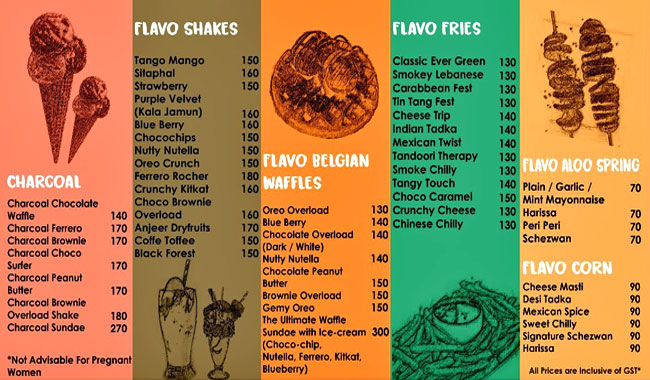 CHARCOAL
Charcoal Chocolate
Waffle 140
Charcoal Ferrero 170
Charcoal Brownie 170
Charcoal Choco
Surfer 170
Charcoal Peanut
Butter 170
Charcoal Brownie
Overload Shake 180
Charcoal Sundae 270
*Not Advisable For Pregnant
Women
FLAVO SHAKES
Tango Mango 150
Sitaphal 160
Strawberry 150
Purple Velvet
(Kala Jamun) 160
Blue Berry 160
Chocochips 150
Nutty Nutella 150
Oreo Crunch 150
Ferrero Rocher 180
Crunchy Kitkat 160
Choco Brownie
Overload 160
Anjeer Dryfruits 170
Coffe Toffee 150
Black Forest 150
FLAVO BELGIAN
WAFFLES
Oreo Overload 130
Blue Berry 140
Chocolate Overload 140
(Dark / White)
Nutty Nutella 140
Chocolate Peanut
Butter 150
Brownie Overload 150
Gemy Oreo 150
The Ultimate Waffle
Sundae with Ice-cream 300
(Choco-chip,
Nutella, Ferrero, Kitkat,
Blueberry)
FLAVO FRIES
Classic Ever Green 130
Smokey Lebanese 130
Carabbean Fest 130
Tin Tang Fest 130
Cheese Trip 140
Indian Tadka 140
Mexican Twist 140
Tandoori Therapy 130
Smoke Chilly 130
Tangy Touch 140
Choco Caramel 150
Crunchy Cheese 130
Chinese Chilly 130
FLAVO ALOO SPRING
Plain / Garlic / 70
Mint Mayonnaise
Harissa 70
Peri Peri 70
Schezwan 70
FLAVO CORN
Cheese Masti 90
Desi Tadka 90
Mexican Spice 90
Sweet Chilly 90
Signature Schezwan 90
Harissa 90
All Prices are Inclusive of GST*